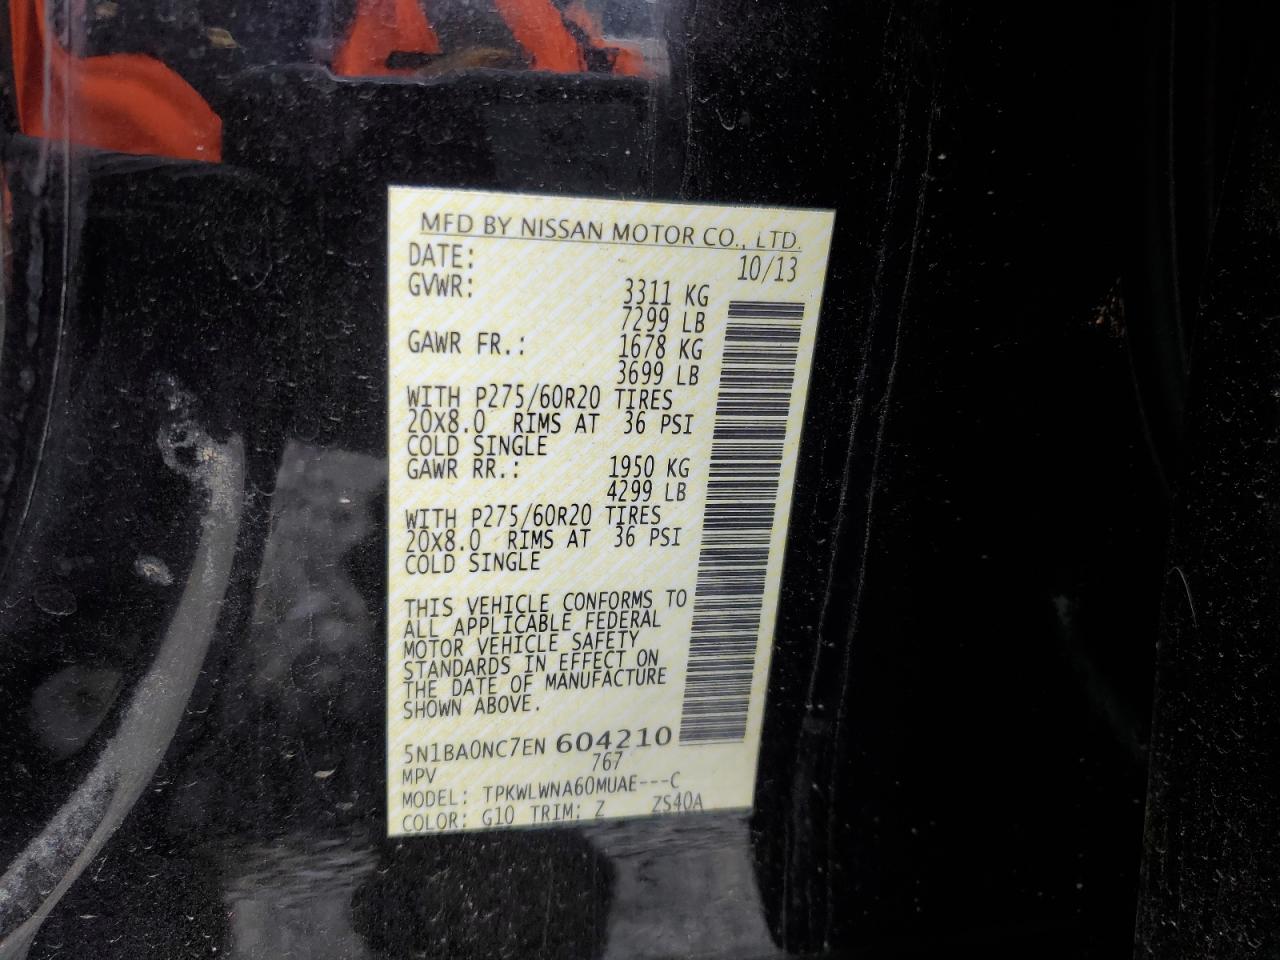 MFD BY NISSAN MOTOR CO., LTD.
DATE: 10/13
GVWR: 3311 KG
7299 LB
GAWR FR.: 1678 KG
3699 LB
WITH P275/60R20 TIRES
20X8.0 RIMS AT 36 PSI
COLD SINGLE
GAWR RR.: 1950 KG
4299 LB
WITH P275/60R20 TIRES
20X8.0 RIMS AT 36 PSI
COLD SINGLE
THIS VEHICLE CONFORMS TO
ALL APPLICABLE FEDERAL
MOTOR VEHICLE SAFETY
STANDARDS IN EFFECT ON
THE DATE OF MANUFACTURE
SHOWN ABOVE.
5N1BA0NC7EN 604210
MPV 767
MODEL: TPKWLWNA60MUAE---C
COLOR: G10 TRIM: Z ZS40A